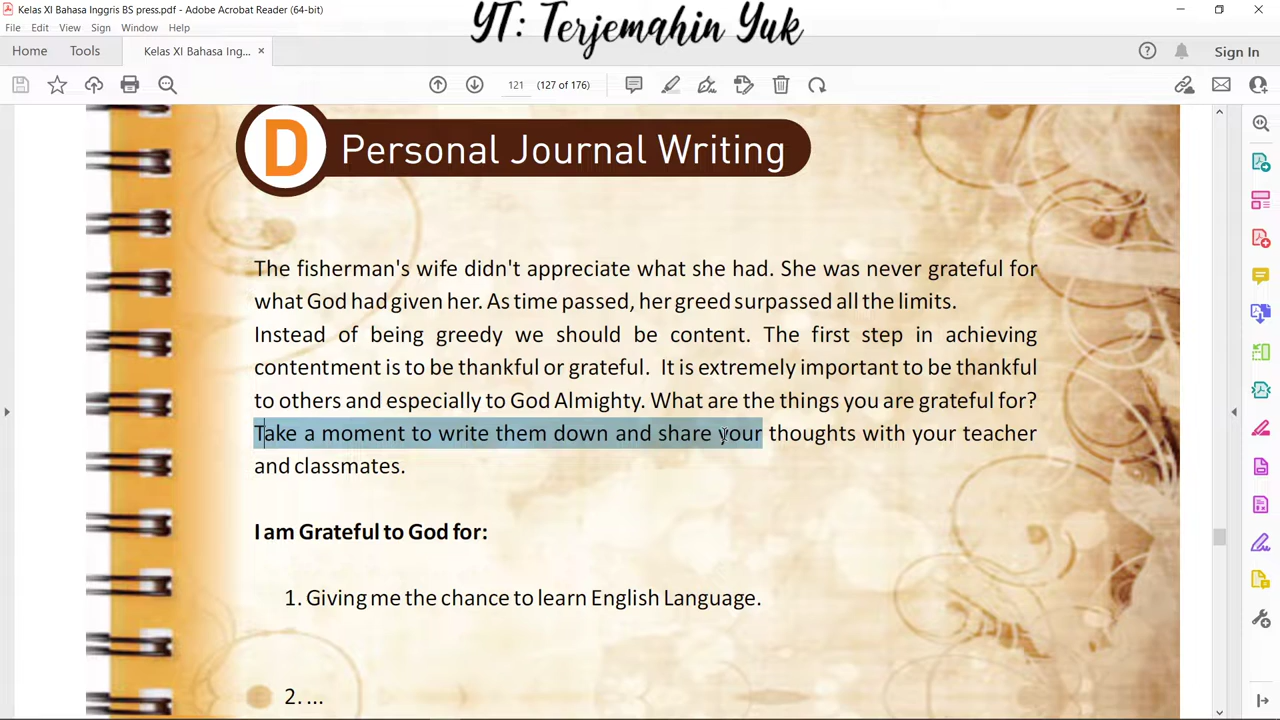 Kelas XI Bahasa Inggris BS press.pdf - Adobe Acrobat Reader (64-bit)
YT: Terjemahin Yuk
File Edit View Sign Window Help
Home Tools Kelas XI Bahasa Ing... × Sign In
121 (127 of 176)
D Personal Journal Writing
The fisherman's wife didn't appreciate what she had. She was never grateful for
what God had given her. As time passed, her greed surpassed all the limits.
Instead of being greedy we should be content. The first step in achieving
contentment is to be thankful or grateful. It is extremely important to be thankful
to others and especially to God Almighty. What are the things you are grateful for?
Take a moment to write them down and share your thoughts with your teacher
and classmates.
I am Grateful to God for:
1. Giving me the chance to learn English Language.
2. ...